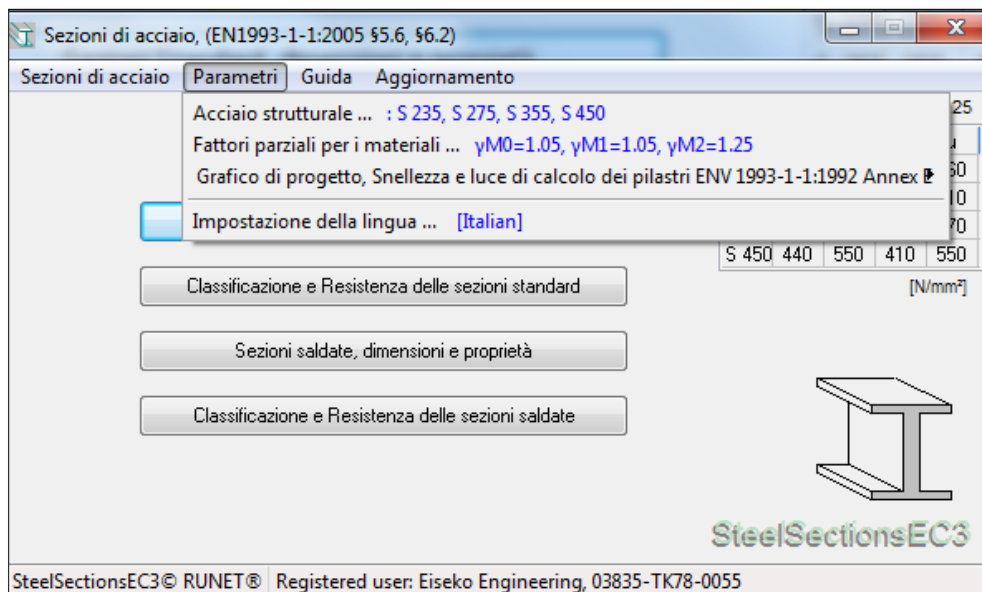 Sezioni di acciaio, (EN1993-1-1:2005 §5.6, §6.2)
Sezioni di acciaio Parametri Guida Aggiornamento
Acciaio strutturale ... : S 235, S 275, S 355, S 450
Fattori parziali per i materiali ... γM0=1.05, γM1=1.05, γM2=1.25
Grafico di progetto, Snellezza e luce di calcolo dei pilastri ENV 1993-1-1:1992 Annex
Impostazione della lingua ... [Italian]
25
S 450 440 550 410 550
[N/mm²]
Classificazione e Resistenza delle sezioni standard
Sezioni saldate, dimensioni e proprietà
Classificazione e Resistenza delle sezioni saldate
SteelSectionsEC3
SteelSectionsEC3© RUNET® Registered user: Eiseko Engineering, 03835-TK78-0055